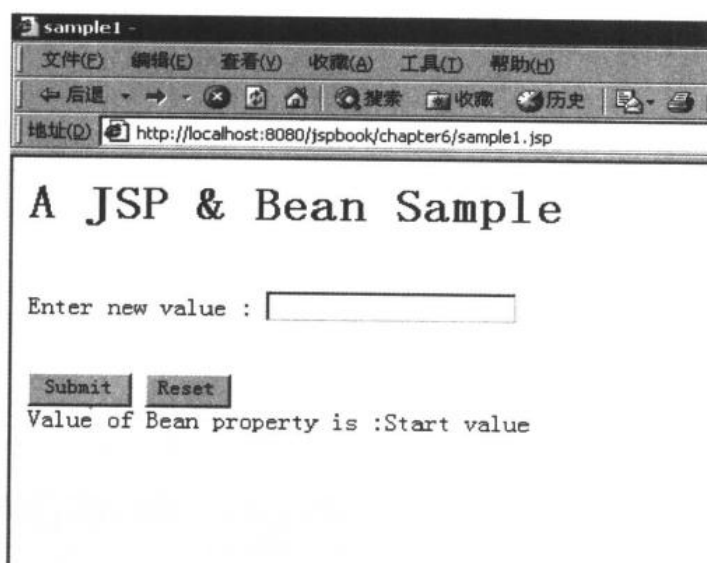 sample1 -
文件(F) 编辑(E) 查看(V) 收藏(A) 工具(T) 帮助(H)
后退 搜索 收藏 历史
地址(D) http://localhost:8080/jspbook/chapter6/sample1.jsp
A JSP & Bean Sample
Enter new value :
Submit Reset
Value of Bean property is :Start value